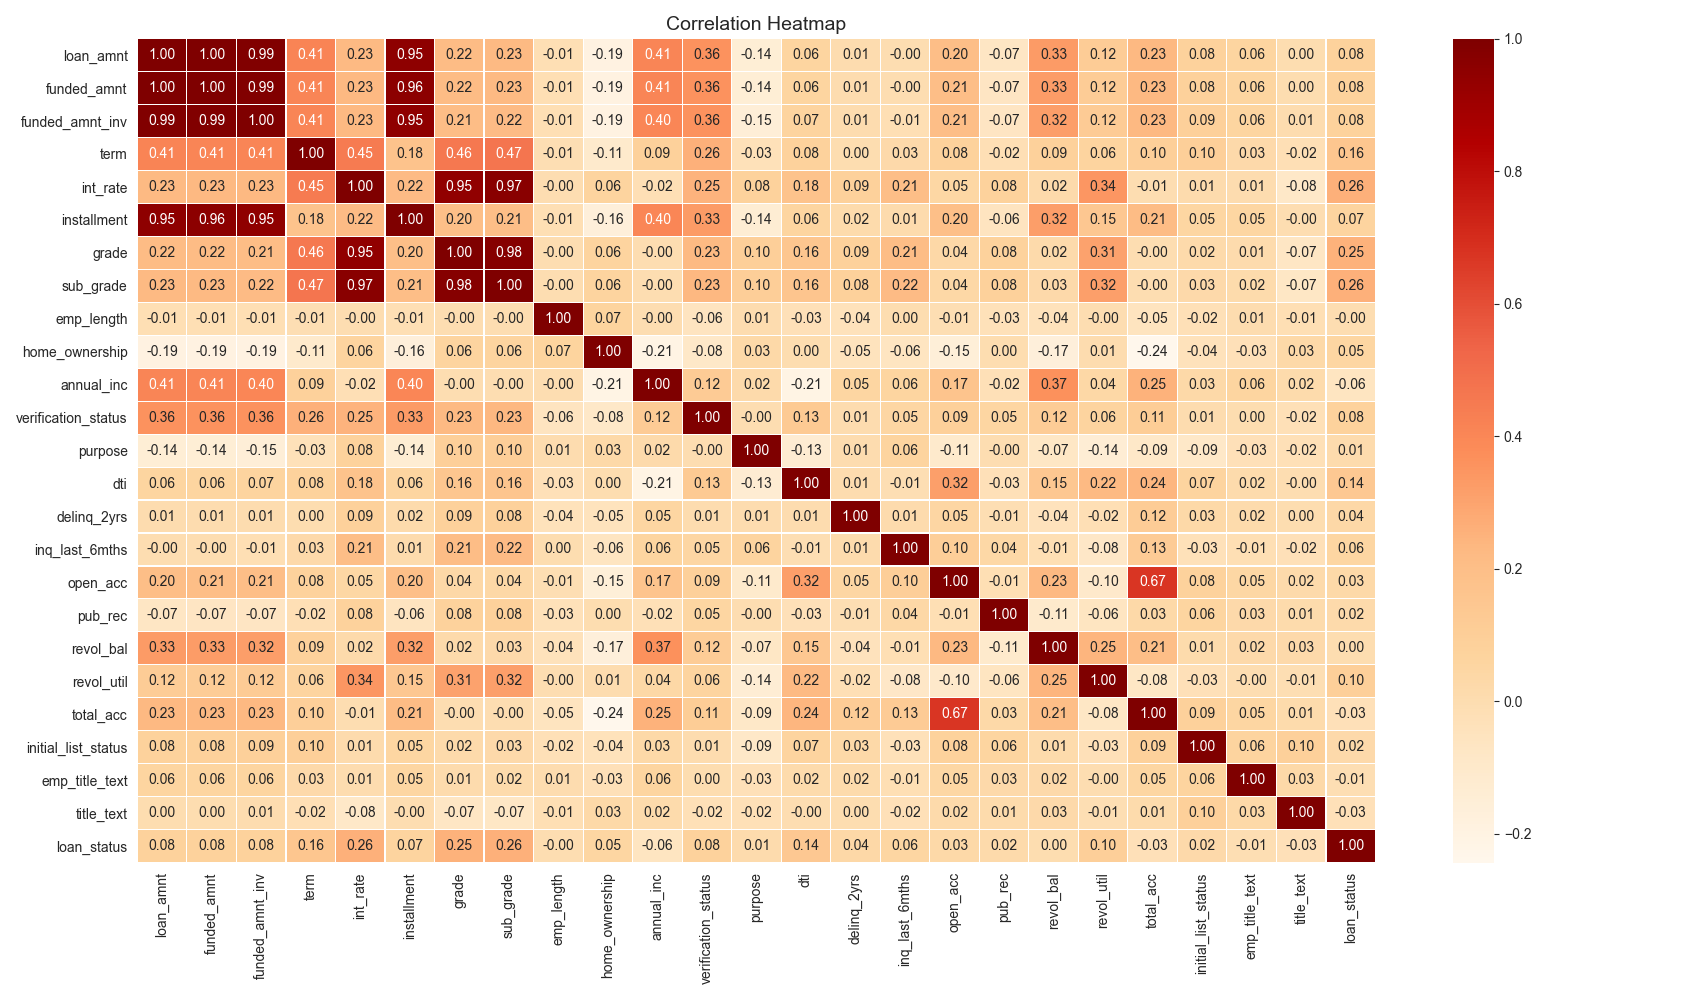 Correlation Heatmap
loan_amnt 1.00 1.00 0.99 0.41 0.23 0.95 0.22 0.23 -0.01 -0.19 0.41 0.36 -0.14 0.06 0.01 -0.00 0.20 -0.07 0.33 0.12 0.23 0.08 0.06 0.00 0.08
funded_amnt 1.00 1.00 0.99 0.41 0.23 0.96 0.22 0.23 -0.01 -0.19 0.41 0.36 -0.14 0.06 0.01 -0.00 0.21 -0.07 0.33 0.12 0.23 0.08 0.06 0.00 0.08
funded_amnt_inv 0.99 0.99 1.00 0.41 0.23 0.95 0.21 0.22 -0.01 -0.19 0.40 0.36 -0.15 0.07 0.01 -0.01 0.21 -0.07 0.32 0.12 0.23 0.09 0.06 0.01 0.08
term 0.41 0.41 0.41 1.00 0.45 0.18 0.46 0.47 -0.01 -0.11 0.09 0.26 -0.03 0.08 0.00 0.03 0.08 -0.02 0.09 0.06 0.10 0.10 0.03 -0.02 0.16
int_rate 0.23 0.23 0.23 0.45 1.00 0.22 0.95 0.97 -0.00 0.06 -0.02 0.25 0.08 0.18 0.09 0.21 0.05 0.08 0.02 0.34 -0.01 0.01 0.01 -0.08 0.26
installment 0.95 0.96 0.95 0.18 0.22 1.00 0.20 0.21 -0.01 -0.16 0.40 0.33 -0.14 0.06 0.02 0.01 0.20 -0.06 0.32 0.15 0.21 0.05 0.05 -0.00 0.07
grade 0.22 0.22 0.21 0.46 0.95 0.20 1.00 0.98 -0.00 0.06 -0.00 0.23 0.10 0.16 0.09 0.21 0.04 0.08 0.02 0.31 -0.00 0.02 0.01 -0.07 0.25
sub_grade 0.23 0.23 0.22 0.47 0.97 0.21 0.98 1.00 -0.00 0.06 -0.00 0.23 0.10 0.16 0.08 0.22 0.04 0.08 0.03 0.32 -0.00 0.03 0.02 -0.07 0.26
emp_length -0.01 -0.01 -0.01 -0.01 -0.00 -0.01 -0.00 -0.00 1.00 0.07 -0.00 -0.06 0.01 -0.03 -0.04 0.00 -0.01 -0.03 -0.04 -0.00 -0.05 -0.02 0.01 -0.01 -0.00
home_ownership -0.19 -0.19 -0.19 -0.11 0.06 -0.16 0.06 0.06 0.07 1.00 -0.21 -0.08 0.03 0.00 -0.05 -0.06 -0.15 0.00 -0.17 0.01 -0.24 -0.04 -0.03 0.03 0.05
annual_inc 0.41 0.41 0.40 0.09 -0.02 0.40 -0.00 -0.00 -0.00 -0.21 1.00 0.12 0.02 -0.21 0.05 0.06 0.17 -0.02 0.37 0.04 0.25 0.03 0.06 0.02 -0.06
verification_status 0.36 0.36 0.36 0.26 0.25 0.33 0.23 0.23 -0.06 -0.08 0.12 1.00 -0.00 0.13 0.01 0.05 0.09 0.05 0.12 0.06 0.11 0.01 0.00 -0.02 0.08
purpose -0.14 -0.14 -0.15 -0.03 0.08 -0.14 0.10 0.10 0.01 0.03 0.02 -0.00 1.00 -0.13 0.01 0.06 -0.11 -0.00 -0.07 -0.14 -0.09 -0.09 -0.03 -0.02 0.01
dti 0.06 0.06 0.07 0.08 0.18 0.06 0.16 0.16 -0.03 0.00 -0.21 0.13 -0.13 1.00 0.01 -0.01 0.32 -0.03 0.15 0.22 0.24 0.07 0.02 -0.00 0.14
delinq_2yrs 0.01 0.01 0.01 0.00 0.09 0.02 0.09 0.08 -0.04 -0.05 0.05 0.01 0.01 0.01 1.00 0.01 0.05 -0.01 -0.04 -0.02 0.12 0.03 0.02 0.00 0.04
inq_last_6mths -0.00 -0.00 -0.01 0.03 0.21 0.01 0.21 0.22 0.00 -0.06 0.06 0.05 0.06 -0.01 0.01 1.00 0.10 0.04 -0.01 -0.08 0.13 -0.03 -0.01 -0.02 0.06
open_acc 0.20 0.21 0.21 0.08 0.05 0.20 0.04 0.04 -0.01 -0.15 0.17 0.09 -0.11 0.32 0.05 0.10 1.00 -0.01 0.23 -0.10 0.67 0.08 0.05 0.02 0.03
pub_rec -0.07 -0.07 -0.07 -0.02 0.08 -0.06 0.08 0.08 -0.03 0.00 -0.02 0.05 -0.00 -0.03 -0.01 0.04 -0.01 1.00 -0.11 -0.06 0.03 0.06 0.03 0.01 0.02
revol_bal 0.33 0.33 0.32 0.09 0.02 0.32 0.02 0.03 -0.04 -0.17 0.37 0.12 -0.07 0.15 -0.04 -0.01 0.23 -0.11 1.00 0.25 0.21 0.01 0.02 0.03 0.00
revol_util 0.12 0.12 0.12 0.06 0.34 0.15 0.31 0.32 -0.00 0.01 0.04 0.06 -0.14 0.22 -0.02 -0.08 -0.10 -0.06 0.25 1.00 -0.08 -0.03 -0.00 -0.01 0.10
total_acc 0.23 0.23 0.23 0.10 -0.01 0.21 -0.00 -0.00 -0.05 -0.24 0.25 0.11 -0.09 0.24 0.12 0.13 0.67 0.03 0.21 -0.08 1.00 0.09 0.05 0.01 -0.03
initial_list_status 0.08 0.08 0.09 0.10 0.01 0.05 0.02 0.03 -0.02 -0.04 0.03 0.01 -0.09 0.07 0.03 -0.03 0.08 0.06 0.01 -0.03 0.09 1.00 0.06 0.10 0.02
emp_title_text 0.06 0.06 0.06 0.03 0.01 0.05 0.01 0.02 0.01 -0.03 0.06 0.00 -0.03 0.02 0.02 -0.01 0.05 0.03 0.02 -0.00 0.05 0.06 1.00 0.03 -0.01
title_text 0.00 0.00 0.01 -0.02 -0.08 -0.00 -0.07 -0.07 -0.01 0.03 0.02 -0.02 -0.02 -0.00 0.00 -0.02 0.02 0.01 0.03 -0.01 0.01 0.10 0.03 1.00 -0.03
loan_status 0.08 0.08 0.08 0.16 0.26 0.07 0.25 0.26 -0.00 0.05 -0.06 0.08 0.01 0.14 0.04 0.06 0.03 0.02 0.00 0.10 -0.03 0.02 -0.01 -0.03 1.00
loan_amnt
funded_amnt
funded_amnt_inv
term
int_rate
installment
grade
sub_grade
emp_length
home_ownership
annual_inc
verification_status
purpose
dti
delinq_2yrs
inq_last_6mths
open_acc
pub_rec
revol_bal
revol_util
total_acc
initial_list_status
emp_title_text
title_text
loan_status
1.0
0.8
0.6
0.4
0.2
0.0
−0.2